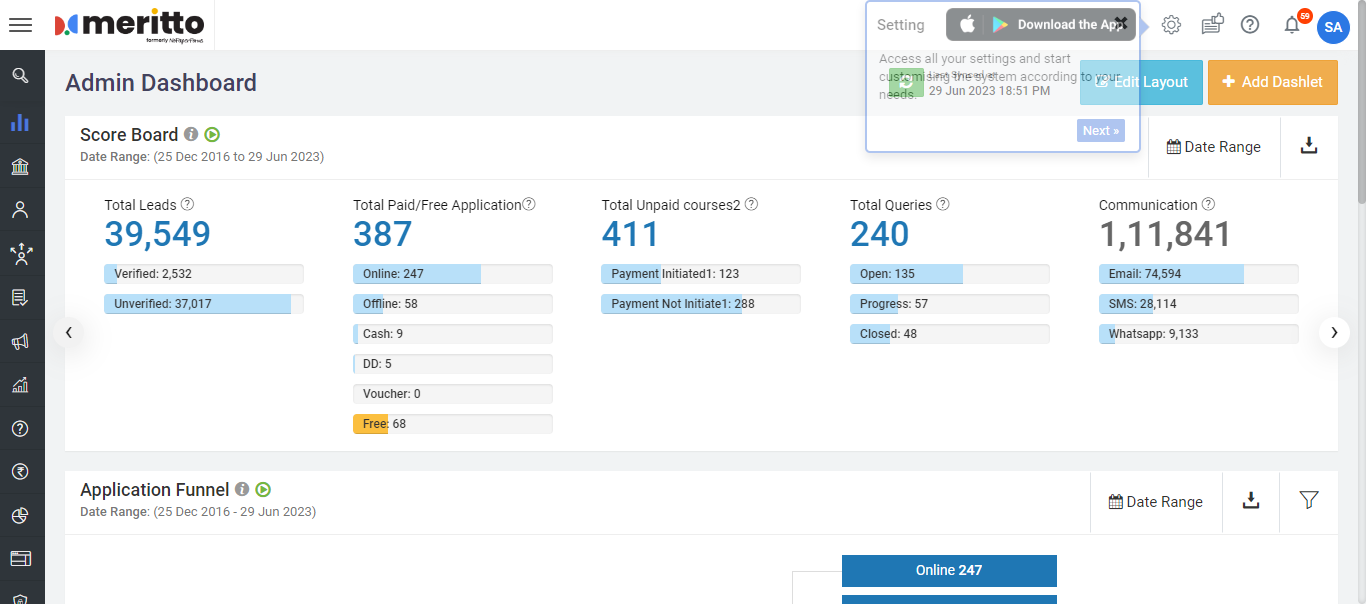 meritto
formerly NoPaperForms
Setting
Download the App
59
SA
Access all your settings and start
customising the system according to your
needs.
Last Synced at
29 Jun 2023 18:51 PM
Next »
Admin Dashboard
Edit Layout
Add Dashlet
Score Board
Date Range: (25 Dec 2016 to 29 Jun 2023)
Date Range
Total Leads
39,549
Verified: 2,532
Unverified: 37,017
Total Paid/Free Application
387
Online: 247
Offline: 58
Cash: 9
DD: 5
Voucher: 0
Free: 68
Total Unpaid courses2
411
Payment Initiated1: 123
Payment Not Initiate1: 288
Total Queries
240
Open: 135
Progress: 57
Closed: 48
Communication
1,11,841
Email: 74,594
SMS: 28,114
Whatsapp: 9,133
Application Funnel
Date Range: (25 Dec 2016 - 29 Jun 2023)
Date Range
Online 247